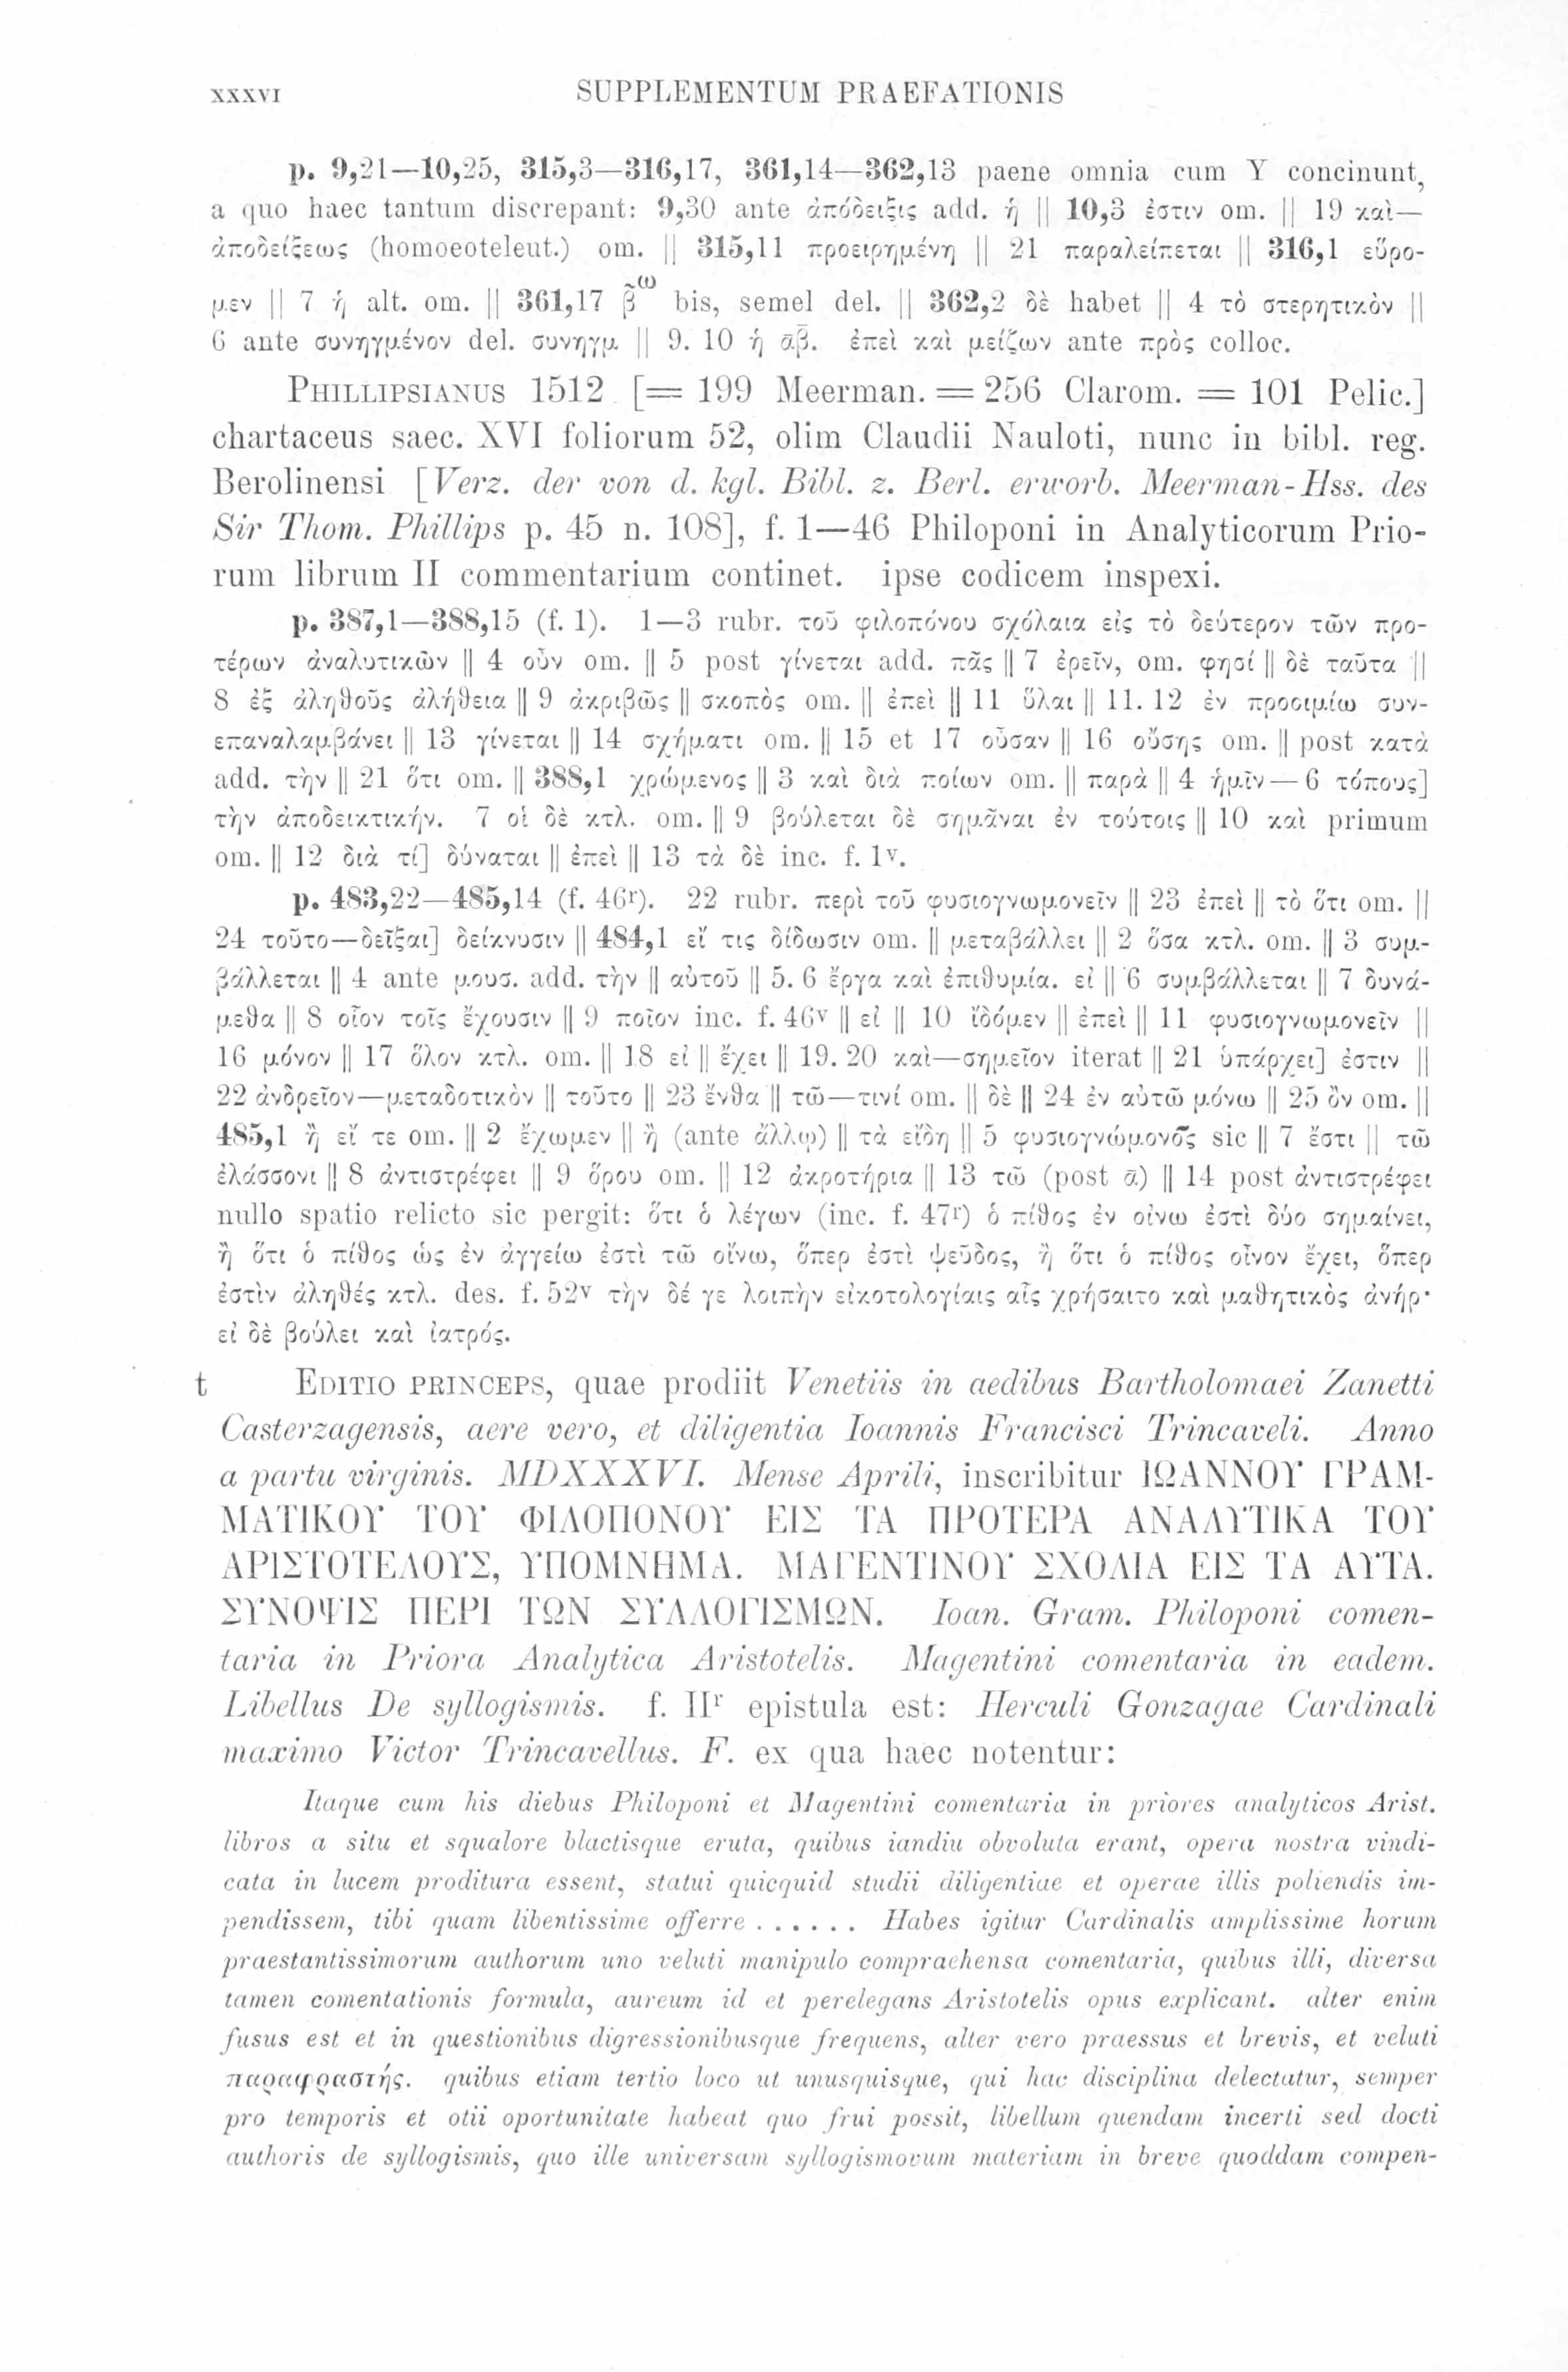 XXXVI SUPPLEMENTUM PRAEFATIONIS
p. 9,21—10,25, 315,3—316,17, 361,14—362,13 paene omnia cum Y concinunt,
a quo haec tantum discrepant: 9,30 ante ἀπόδειξις add. ἡ || 10,3 ἐστιν om. || 19 καὶ—
ἀποδείξεως (homoeoteleut.) om. || 315,11 προειρημένη || 21 παραλείπεται || 316,1 εὕρο-
μεν || 7 ἡ alt. om. || 361,17 β̃ω bis, semel del. || 362,2 δὲ habet || 4 τὸ στερητικὸν ||
6 ante συνηγμένον del. συνηγμ || 9. 10 ἡ ᾱβ̄. ἐπεὶ καὶ μείζων ante πρὸς colloc.
PHILLIPSIANUS 1512 [= 199 Meerman. = 256 Clarom. = 101 Pelic.]
chartaceus saec. XVI foliorum 52, olim Claudii Nauloti, nunc in bibl. reg.
Berolinensi [Verz. der von d. kgl. Bibl. z. Berl. erworb. Meerman-Hss. des
Sir Thom. Phillips p. 45 n. 108], f. 1—46 Philoponi in Analyticorum Prio-
rum librum II commentarium continet. ipse codicem inspexi.
p. 387,1—388,15 (f. 1). 1—3 rubr. τοῦ φιλοπόνου σχόλαια εἰς τὸ δεύτερον τῶν προ-
τέρων ἀναλυτικῶν || 4 οὖν om. || 5 post γίνεται add. πᾶς || 7 ἐρεῖν, om. φησί || δὲ ταῦτα ||
8 ἐξ ἀληθοῦς ἀλήθεια || 9 ἀκριβῶς || σκοπὸς om. || ἐπεὶ || 11 ὕλαι || 11. 12 ἐν προοιμίω συν-
επαναλαμβάνει || 13 γίνεται || 14 σχήματι om. || 15 et 17 οὖσαν || 16 οὔσης om. || post κατὰ
add. τὴν || 21 ὅτι om. || 388,1 χρώμενος || 3 καὶ διὰ ποίων om. || παρὰ || 4 ἡμῖν—6 τόπους]
τὴν ἀποδεικτικήν. 7 οἱ δὲ κτλ. om. || 9 βούλεται δὲ σημᾶναι ἐν τούτοις || 10 καὶ primum
om. || 12 διὰ τί] δύναται || ἐπεὶ || 13 τὰ δὲ inc. f. 1v.
p. 483,22—485,14 (f. 46r). 22 rubr. περὶ τοῦ φυσιογνωμονεῖν || 23 ἐπεὶ || τὸ ὅτι om. ||
24 τοῦτο—δεῖξαι] δείκνυσιν || 484,1 εἴ τις δίδωσιν om. || μεταβάλλει || 2 ὅσα κτλ. om. || 3 συμ-
βάλλεται || 4 ante μουσ. add. τὴν || αὐτοῦ || 5. 6 ἔργα καὶ ἐπιθυμία. εἰ || 6 συμβάλλεται || 7 δυνά-
μεθα || 8 οἷον τοῖς ἔχουσιν || 9 ποῖον inc. f. 46v || εἰ || 10 ἴδόμεν || ἐπεὶ || 11 φυσιογνωμονεῖν ||
16 μόνον || 17 ὅλον κτλ. om. || 18 εἰ || ἔχει || 19. 20 καὶ—σημεῖον iterat || 21 ὑπάρχει] ἐστιν ||
22 ἀνδρεῖον—μεταδοτικὸν || τοῦτο || 23 ἔνθα || τῶ—τινί om. || δὲ || 24 ἐν αὐτῶ μόνω || 25 ὂν om. ||
485,1 ἢ εἴ τε om. || 2 ἔχωμεν || ἢ (ante ἄλλῳ) || τὰ εἴδη || 5 φυσιογνώμονο͂ς sic || 7 ἔστι || τῶ
ἐλάσσονι || 8 ἀντιστρέφει || 9 ὅρου om. || 12 ἀκροτήρια || 13 τῶ (post ᾱ) || 14 post ἀντιστρέφει
nullo spatio relicto sic pergit: ὅτι ὁ λέγων (inc. f. 47r) ὁ πίθος ἐν οἴνω ἐστὶ δύο σημαίνει,
ἢ ὅτι ὁ πίθος ὡς ἐν ἀγγείω ἐστὶ τῶ οἴνω, ὅπερ ἐστὶ ψεῦδος, ἢ ὅτι ὁ πίθος οἶνον ἔχει, ὅπερ
ἐστὶν ἀληθές κτλ. des. f. 52v τὴν δέ γε λοιπὴν εἰκοτολογίαις αἷς χρήσαιτο καὶ μαθητικὸς ἀνήρ·
εἰ δὲ βούλει καὶ ἰατρός.
t EDITIO PRINCEPS, quae prodiit Venetiis in aedibus Bartholomaei Zanetti
Casterzagensis, aere vero, et diligentia Ioannis Francisci Trincaveli. Anno
a partu virginis. MDXXXVI. Mense Aprili, inscribitur ΙΩΑΝΝΟΥ ΓΡΑΜ-
ΜΑΤΙΚΟΥ ΤΟΥ ΦΙΛΟΠΟΝΟΥ ΕΙΣ ΤΑ ΠΡΟΤΕΡΑ ΑΝΑΛΥΤΙΚΑ ΤΟΥ
ΑΡΙΣΤΟΤΕΛΟΥΣ, ΥΠΟΜΝΗΜΑ. ΜΑΓΕΝΤΙΝΟΥ ΣΧΟΛΙΑ ΕΙΣ ΤΑ ΑΥΤΑ.
ΣΥΝΟΨΙΣ ΠΕΡΙ ΤΩΝ ΣΥΛΛΟΓΙΣΜΩΝ. Ioan. Gram. Philoponi comen-
taria in Priora Analytica Aristotelis. Magentini comentaria in eadem.
Libellus De syllogismis. f. IIr epistula est: Herculi Gonzagae Cardinali
maximo Victor Trincavellus. F. ex qua haec notentur:
Itaque cum his diebus Philoponi et Magentini comentaria in priores analyticos Arist.
libros a situ et squalore blactisque eruta, quibus iandiu obvoluta erant, opera nostra vindi-
cata in lucem proditura essent, statui quicquid studii diligentiae et operae illis poliendis im-
pendissem, tibi quam libentissime offerre . . . . . . Habes igitur Cardinalis amplissime horum
praestantissimorum authorum uno veluti manipulo comprachensa comentaria, quibus illi, diversa
tamen comentationis formula, aureum id et perelegans Aristotelis opus explicant. alter enim
fusus est et in questionibus digressionibusque frequens, alter vero praessus et brevis, et veluti
παραφραστής. quibus etiam tertio loco ut unusquisque, qui hac disciplina delectatur, semper
pro temporis et otii oportunitate habeat quo frui possit, libellum quendam incerti sed docti
authoris de syllogismis, quo ille universam syllogismorum materiam in breve quoddam compen-